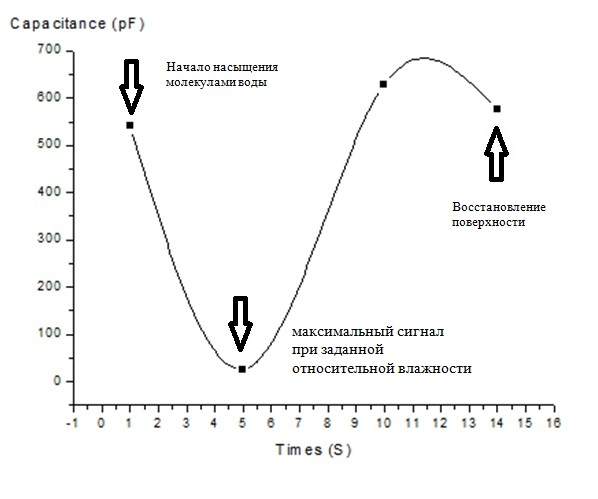 Capacitance (pF)
700
600
500
400
300
200
100
0
Начало насыщения
молекулами воды
Восстановление
поверхности
максимальный сигнал
при заданной
относительной влажности
-1 0 1 2 3 4 5 6 7 8 9 10 11 12 13 14 15 16
Times (S)